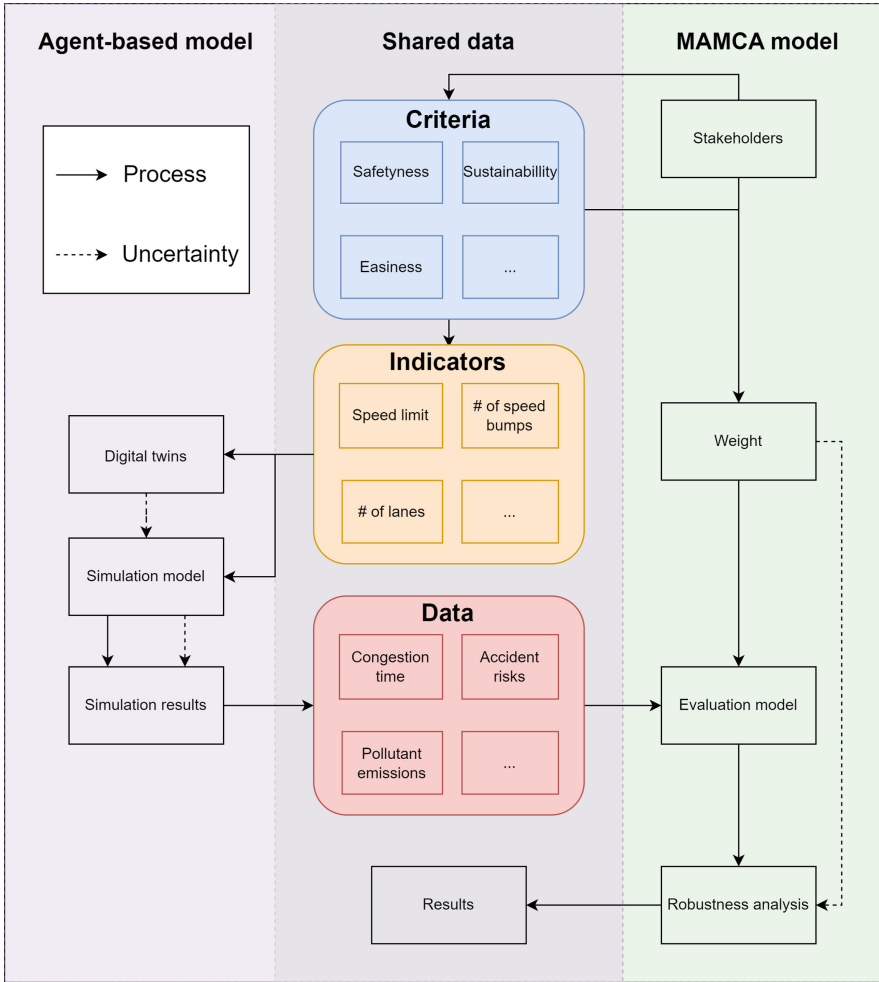 Agent-based model
Shared data
MAMCA model
Process
Uncertainty
Criteria
Safetyness
Sustainabillity
Easiness
...
Stakeholders
Indicators
Speed limit
# of speed
bumps
# of lanes
...
Digital twins
Simulation model
Simulation results
Weight
Data
Congestion
time
Accident
risks
Pollutant
emissions
...
Evaluation model
Results
Robustness analysis